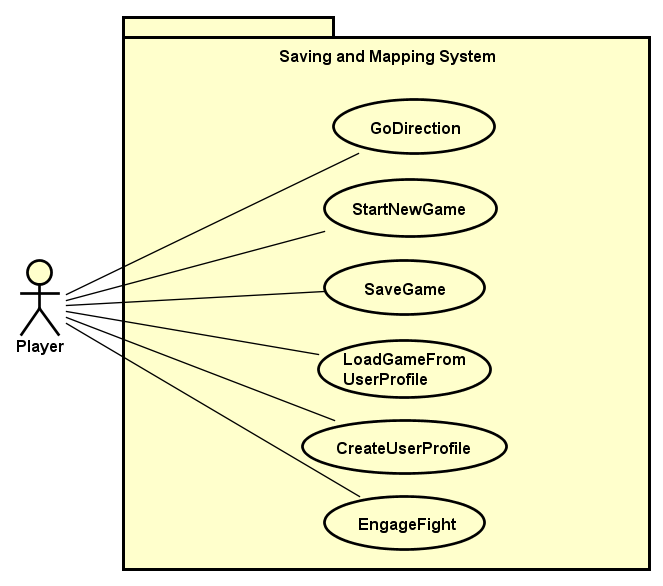 Saving and Mapping System
GoDirection
StartNewGame
SaveGame
Player
LoadGameFrom
UserProfile
CreateUserProfile
EngageFight